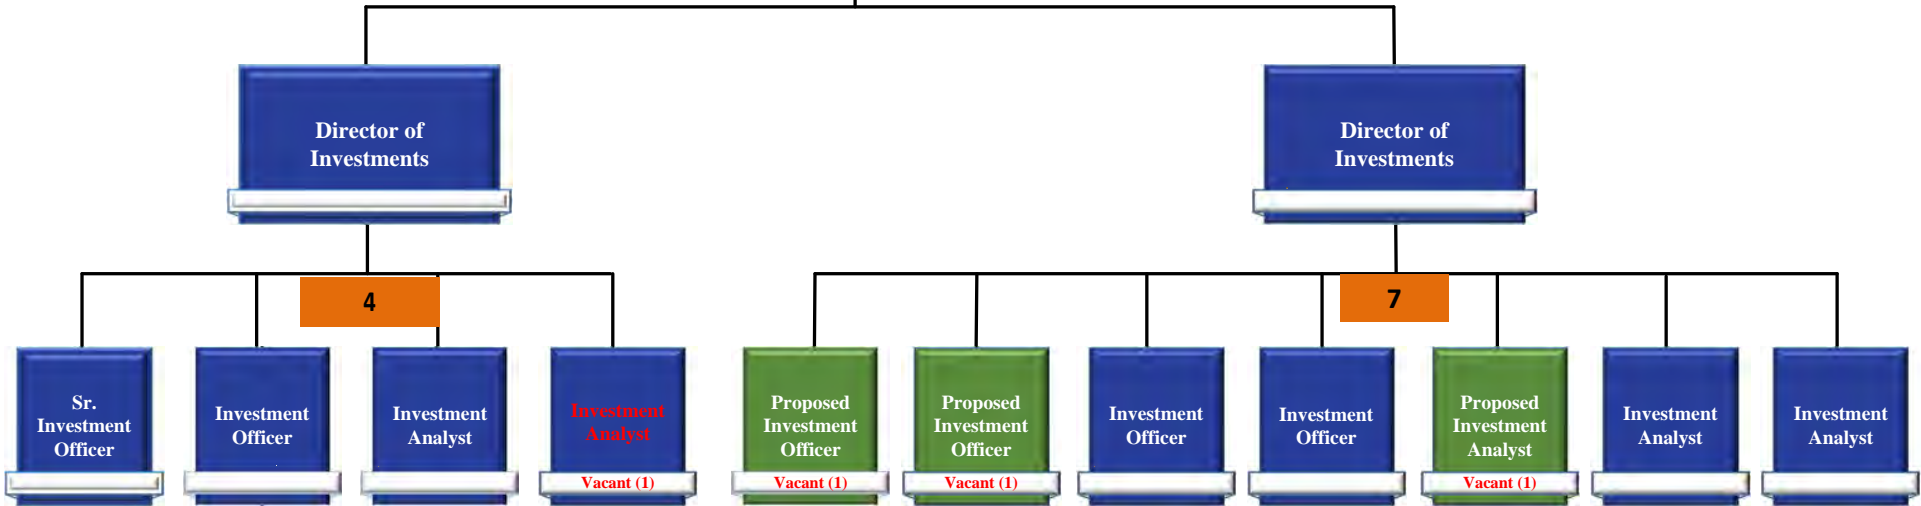 Director of
Investments
Director of
Investments
4
7
Sr.
Investment
Officer
Investment
Officer
Investment
Analyst
Investment
Analyst
Vacant (1)
Proposed
Investment
Officer
Vacant (1)
Proposed
Investment
Officer
Vacant (1)
Investment
Officer
Investment
Officer
Proposed
Investment
Analyst
Vacant (1)
Investment
Analyst
Investment
Analyst